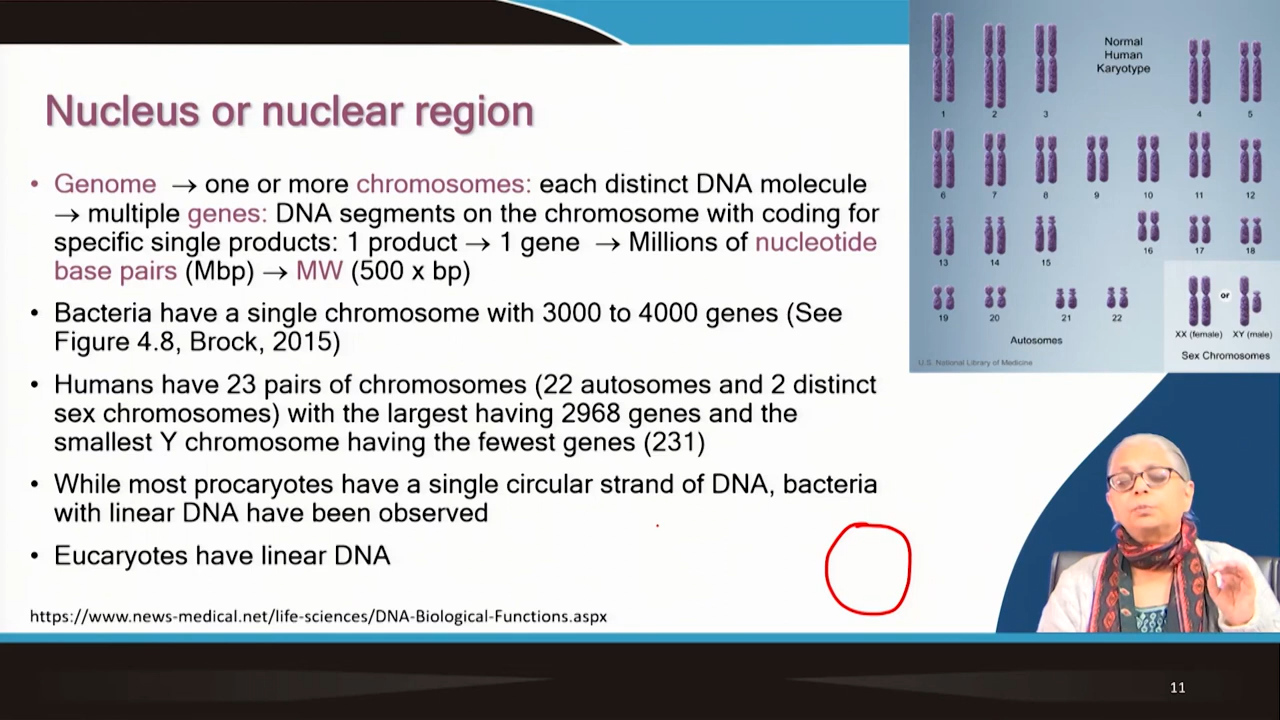 Nucleus or nuclear region
• Genome → one or more chromosomes: each distinct DNA molecule
→ multiple genes: DNA segments on the chromosome with coding for
specific single products: 1 product → 1 gene → Millions of nucleotide
base pairs (Mbp) → MW (500 x bp)
• Bacteria have a single chromosome with 3000 to 4000 genes (See
Figure 4.8, Brock, 2015)
• Humans have 23 pairs of chromosomes (22 autosomes and 2 distinct
sex chromosomes) with the largest having 2968 genes and the
smallest Y chromosome having the fewest genes (231)
• While most procaryotes have a single circular strand of DNA, bacteria
with linear DNA have been observed
• Eucaryotes have linear DNA
https://www.news-medical.net/life-sciences/DNA-Biological-Functions.aspx
Normal
Human
Karyotype
1 2 3 4 5
6 7 8 9 10 11 12
13 14 15 16 17 18
19 20 21 22
or
XX (female) XY (male)
Autosomes
Sex Chromosomes
U.S. National Library of Medicine
11